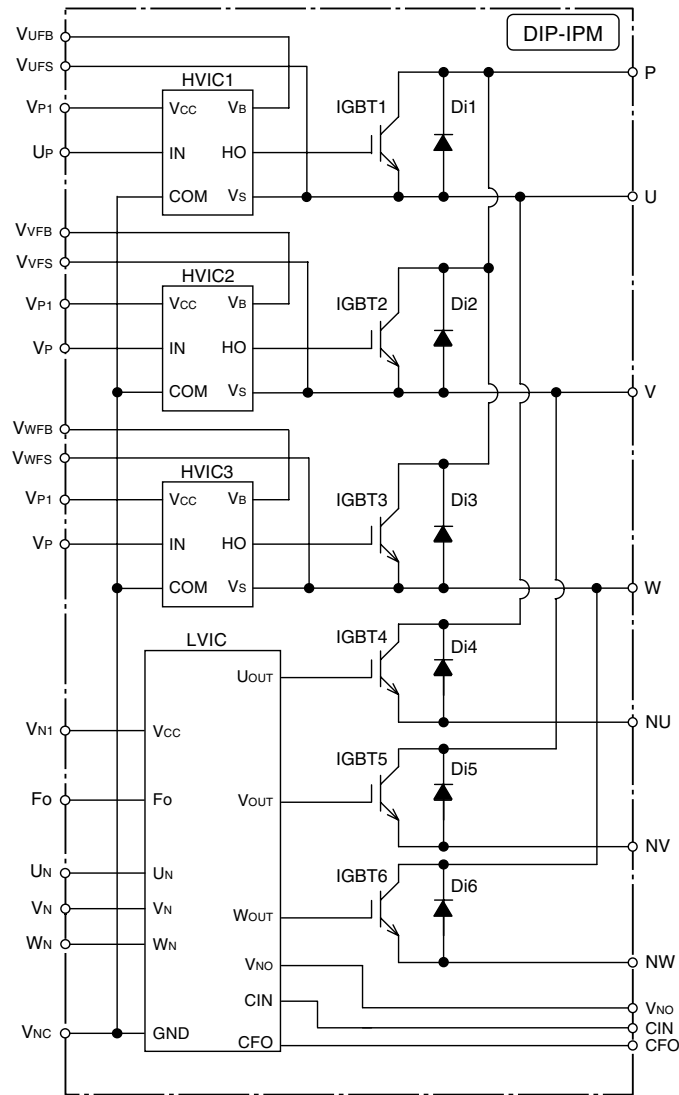 DIP-IPM
VUFB
VUFS
HVIC1
IGBT1
Di1
P
VP1
VCC
VB
UP
IN
HO
COM
VS
U
VVFB
VVFS
HVIC2
IGBT2
Di2
VP1
VCC
VB
VP
IN
HO
COM
VS
V
VWFB
VWFS
HVIC3
IGBT3
Di3
VP1
VCC
VB
VP
IN
HO
COM
VS
W
LVIC
IGBT4
Di4
UOUT
VN1
VCC
NU
IGBT5
Di5
Fo
Fo
VOUT
NV
IGBT6
Di6
UN
UN
VN
VN
WOUT
WN
WN
VNO
NW
CIN
VNO
VNC
GND
CIN
CFO
CFO